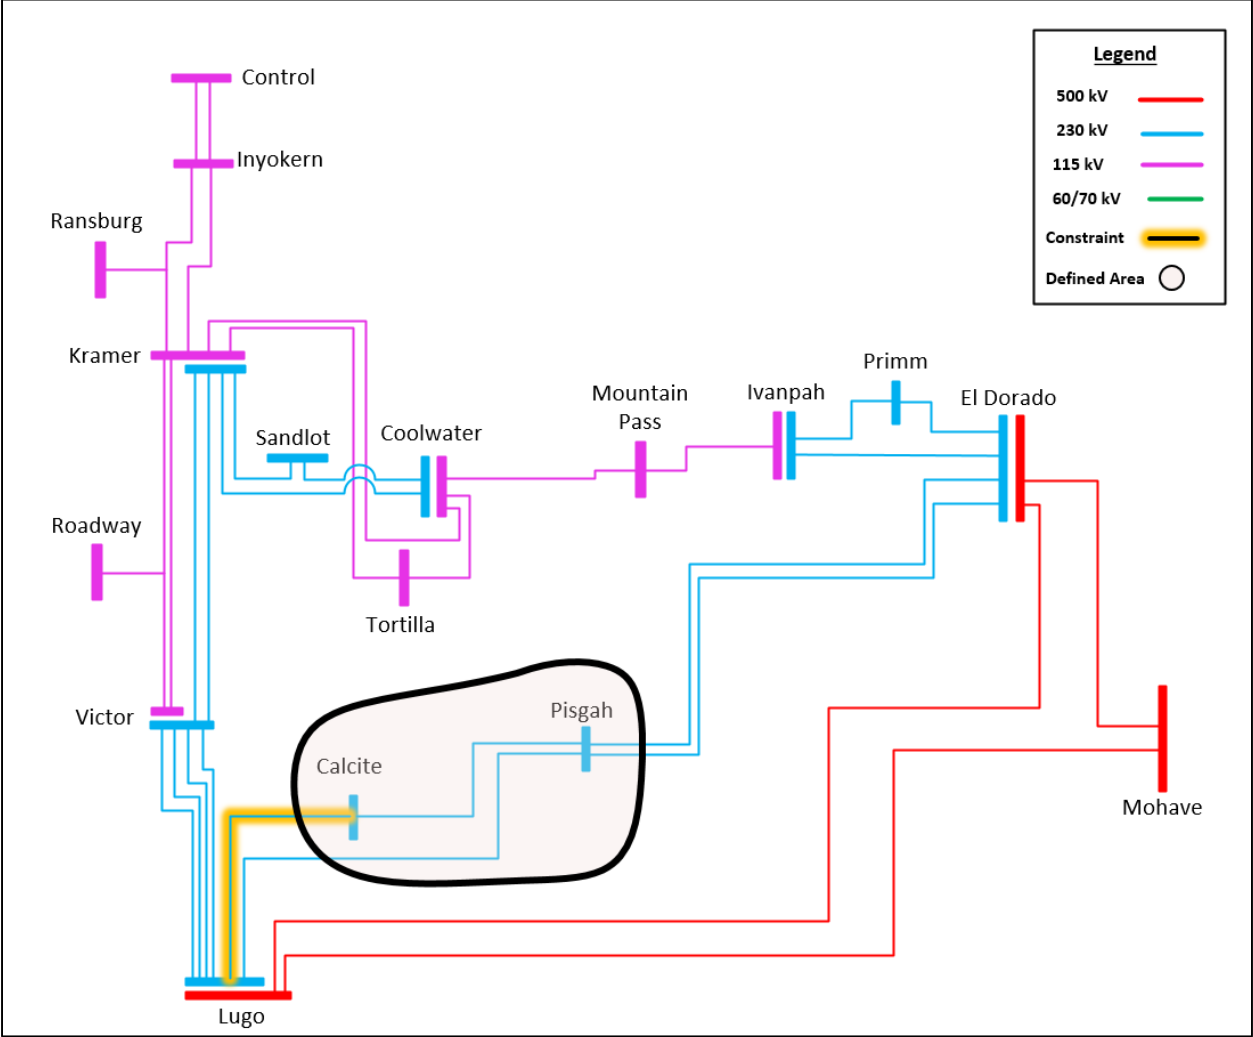 Control
Inyokern
Ransburg
Kramer
Sandlot
Coolwater
Mountain
Pass
Ivanpah
Primm
El Dorado
Roadway
Tortilla
Victor
Pisgah
Calcite
Mohave
Lugo
Legend
500 kV
230 kV
115 kV
60/70 kV
Constraint
Defined Area